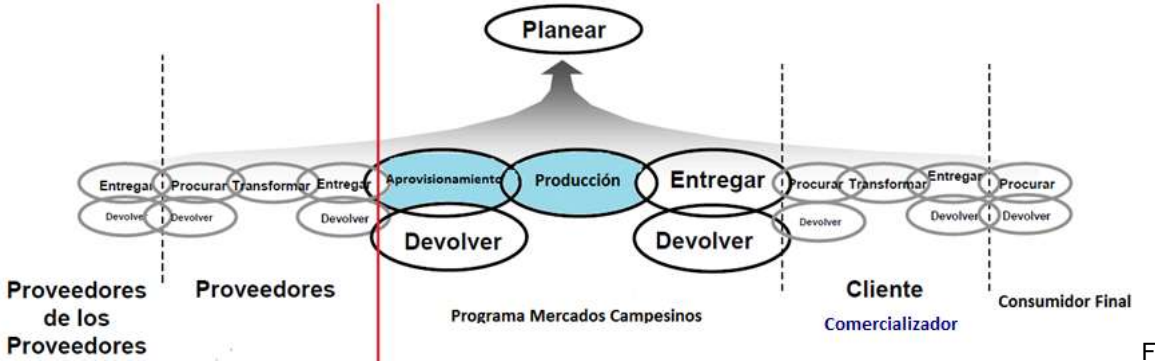 Planear
Entregar Procurar Transformar Entregar Aprovisionamiento Producción Entregar Procurar Transformar Entregar Procurar
Devolver Devolver Devolver Devolver Devolver Devolver Devolver Devolver
Proveedores
de los
Proveedores
Proveedores
Programa Mercados Campesinos
Cliente
Comercializador
Consumidor Final
F